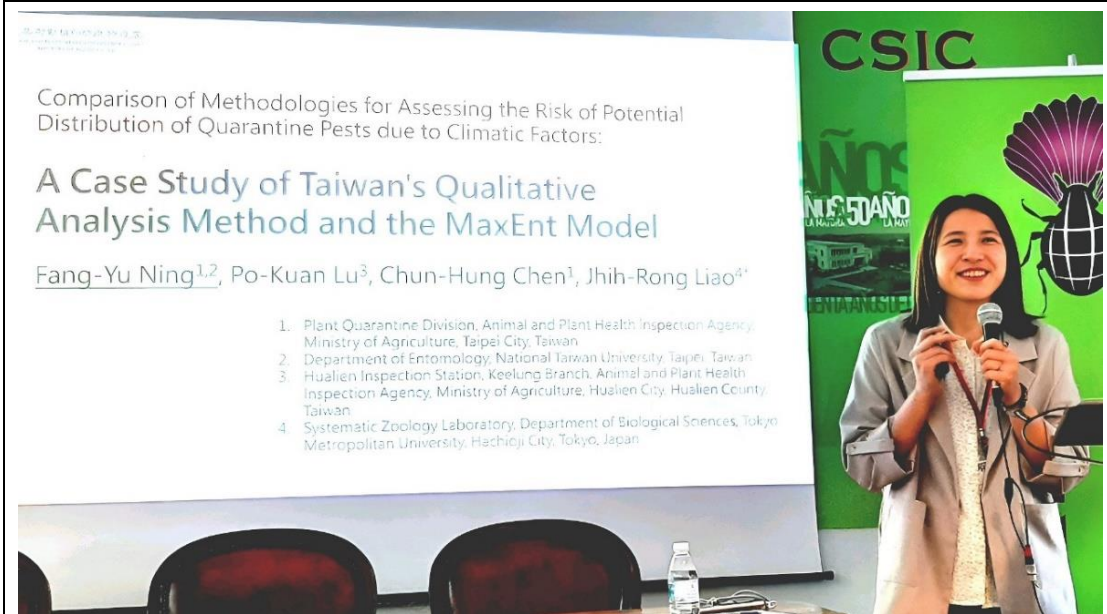 Comparison of Methodologies for Assessing the Risk of Potential
Distribution of Quarantine Pests due to Climatic Factors:
A Case Study of Taiwan's Qualitative
Analysis Method and the MaxEnt Model
Fang-Yu Ning1,2, Po-Kuan Lu3, Chun-Hung Chen1, Jhih-Rong Liao4*
1. Plant Quarantine Division, Animal and Plant Health Inspection Agency,
Ministry of Agriculture, Taipei City, Taiwan
2. Department of Entomology, National Taiwan University, Taipei, Taiwan
3. Hualien Inspection Station, Keelung Branch, Animal and Plant Health
Inspection Agency, Ministry of Agriculture, Hualien City, Hualien County,
Taiwan
4. Systematic Zoology Laboratory, Department of Biological Sciences, Tokyo
Metropolitan University, Hachioji City, Tokyo, Japan
CSIC
AÑOS
50AÑO
LA MAYORA